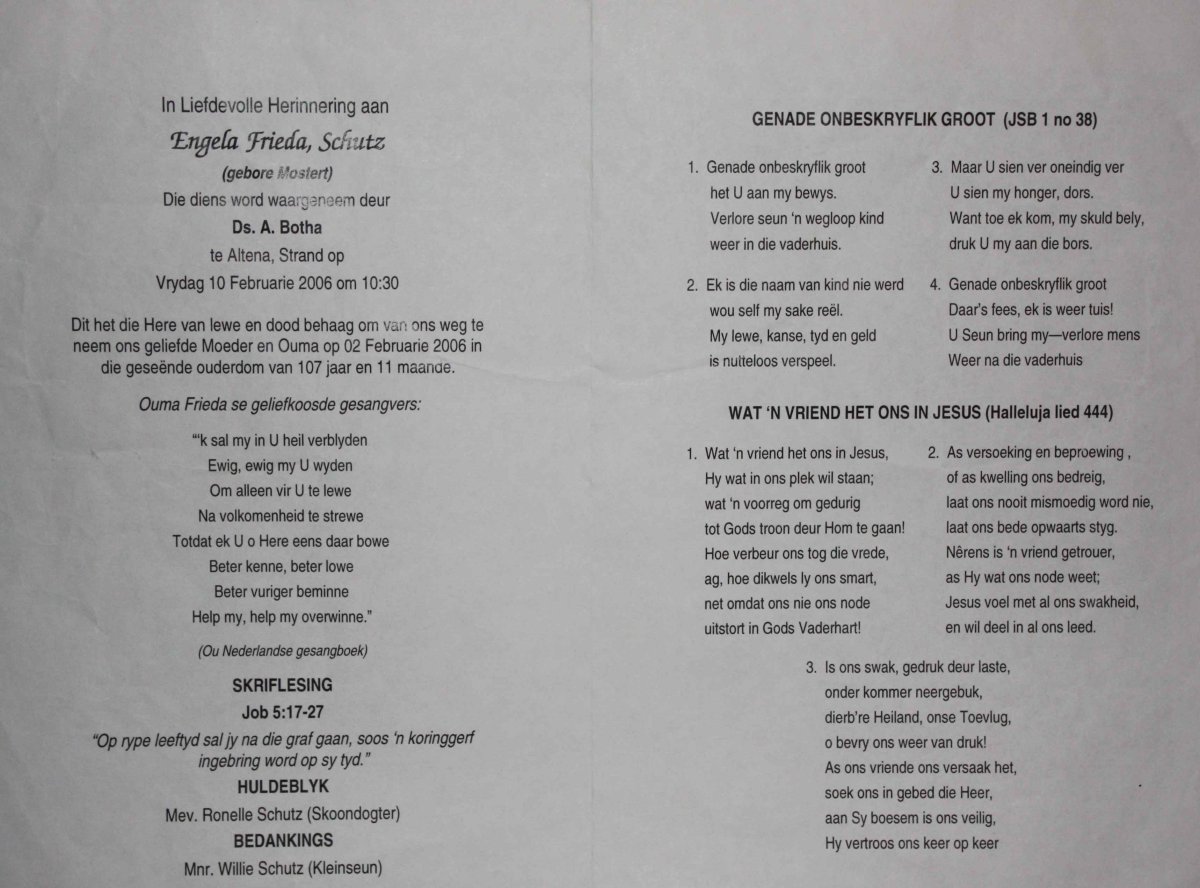 In Liefdevolle Herinnering aan
Engela Frieda, Schutz
(gebore Mostert)
Die diens word waargeneem deur
Ds. A. Botha
te Altena, Strand op
Vrydag 10 Februarie 2006 om 10:30
Dit het die Here van lewe en dood behaag om van ons weg te
neem ons geliefde Moeder en Ouma op 02 Februarie 2006 in
die geseënde ouderdom van 107 jaar en 11 maande.
Ouma Frieda se geliefkoosde gesangvers:
“‘k sal my in U heil verblyden
Ewig, ewig my U wyden
Om alleen vir U te lewe
Na volkomenheid te strewe
Totdat ek U o Here eens daar bowe
Beter kenne, beter lowe
Beter vuriger beminne
Help my, help my overwinne.”
(Ou Nederlandse gesangboek)
SKRIFLESING
Job 5:17-27
“Op rype leeftyd sal jy na die graf gaan, soos ‘n koringgerf
ingebring word op sy tyd.”
HULDEBLYK
Mev. Ronelle Schutz (Skoondogter)
BEDANKINGS
Mnr. Willie Schutz (Kleinseun)
GENADE ONBESKRYFLIK GROOT (JSB 1 no 38)
1. Genade onbeskryflik groot
het U aan my bewys.
Verlore seun ‘n wegloop kind
weer in die vaderhuis.
2. Ek is die naam van kind nie werd
wou self my sake reël.
My lewe, kanse, tyd en geld
is nutteloos verspeel.
3. Maar U sien ver oneindig ver
U sien my honger, dors.
Want toe ek kom, my skuld bely,
druk U my aan die bors.
4. Genade onbeskryflik groot
Daar’s fees, ek is weer tuis!
U Seun bring my—verlore mens
Weer na die vaderhuis
WAT ‘N VRIEND HET ONS IN JESUS (Halleluja lied 444)
1. Wat ‘n vriend het ons in Jesus,
Hy wat in ons plek wil staan;
wat ‘n voorreg om gedurig
tot Gods troon deur Hom te gaan!
Hoe verbeur ons tog die vrede,
ag, hoe dikwels ly ons smart,
net omdat ons nie ons node
uitstort in Gods Vaderhart!
2. As versoeking en beproewing ,
of as kwelling ons bedreig,
laat ons nooit mismoedig word nie,
laat ons bede opwaarts styg.
Nêrens is ‘n vriend getrouer,
as Hy wat ons node weet;
Jesus voel met al ons swakheid,
en wil deel in al ons leed.
3. Is ons swak, gedruk deur laste,
onder kommer neergebuk,
dierb’re Heiland, onse Toevlug,
o bevry ons weer van druk!
As ons vriende ons versaak het,
soek ons in gebed die Heer,
aan Sy boesem is ons veilig,
Hy vertroos ons keer op keer